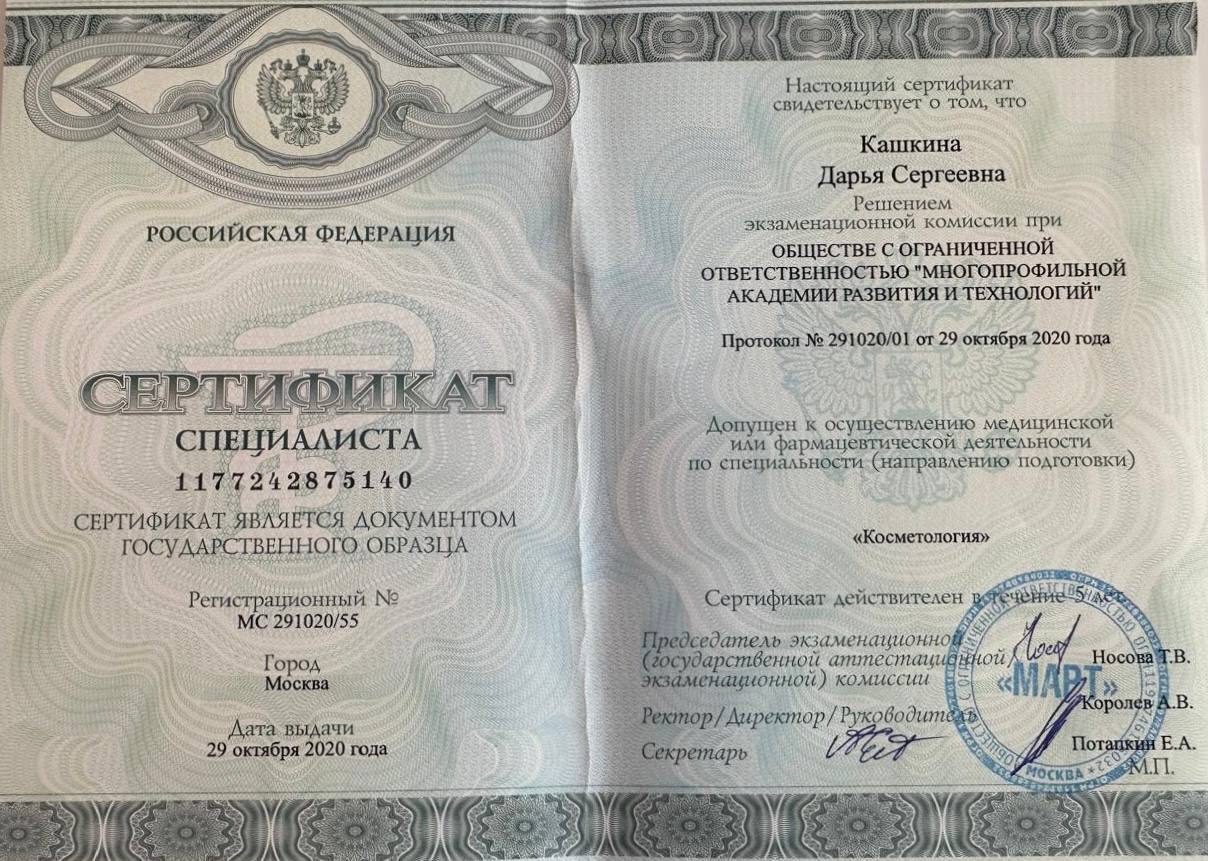 РОССИЙСКАЯ ФЕДЕРАЦИЯ
СЕРТИФИКАТ
СПЕЦИАЛИСТА
1177242875140
СЕРТИФИКАТ ЯВЛЯЕТСЯ ДОКУМЕНТОМ
ГОСУДАРСТВЕННОГО ОБРАЗЦА
Регистрационный №
МС 291020/55
Город
Москва
Дата выдачи
29 октября 2020 года
Настоящий сертификат
свидетельствует о том, что
Кашкина
Дарья Сергеевна
Решением
экзаменационной комиссии при
ОБЩЕСТВЕ С ОГРАНИЧЕННОЙ
ОТВЕТСТВЕННОСТЬЮ "МНОГОПРОФИЛЬНОЙ
АКАДЕМИИ РАЗВИТИЯ И ТЕХНОЛОГИЙ"
Протокол № 291020/01 от 29 октября 2020 года
Допущен к осуществлению медицинской
или фармацевтической деятельности
по специальности (направлению подготовки)
«Косметология»
Сертификат действителен в течение 5 лет
Председатель экзаменационной
(государственной аттестационной/
экзаменационной) комиссии
Носова Т.В.
Ректор/Директор/Руководитель
Королев А.В.
Секретарь
Потапкин Е.А.
М.П.
ОБЩЕСТВО С ОГРАНИЧЕННОЙ ОТВЕТСТВЕННОСТЬЮ
«МАРТ»
МОСКВА